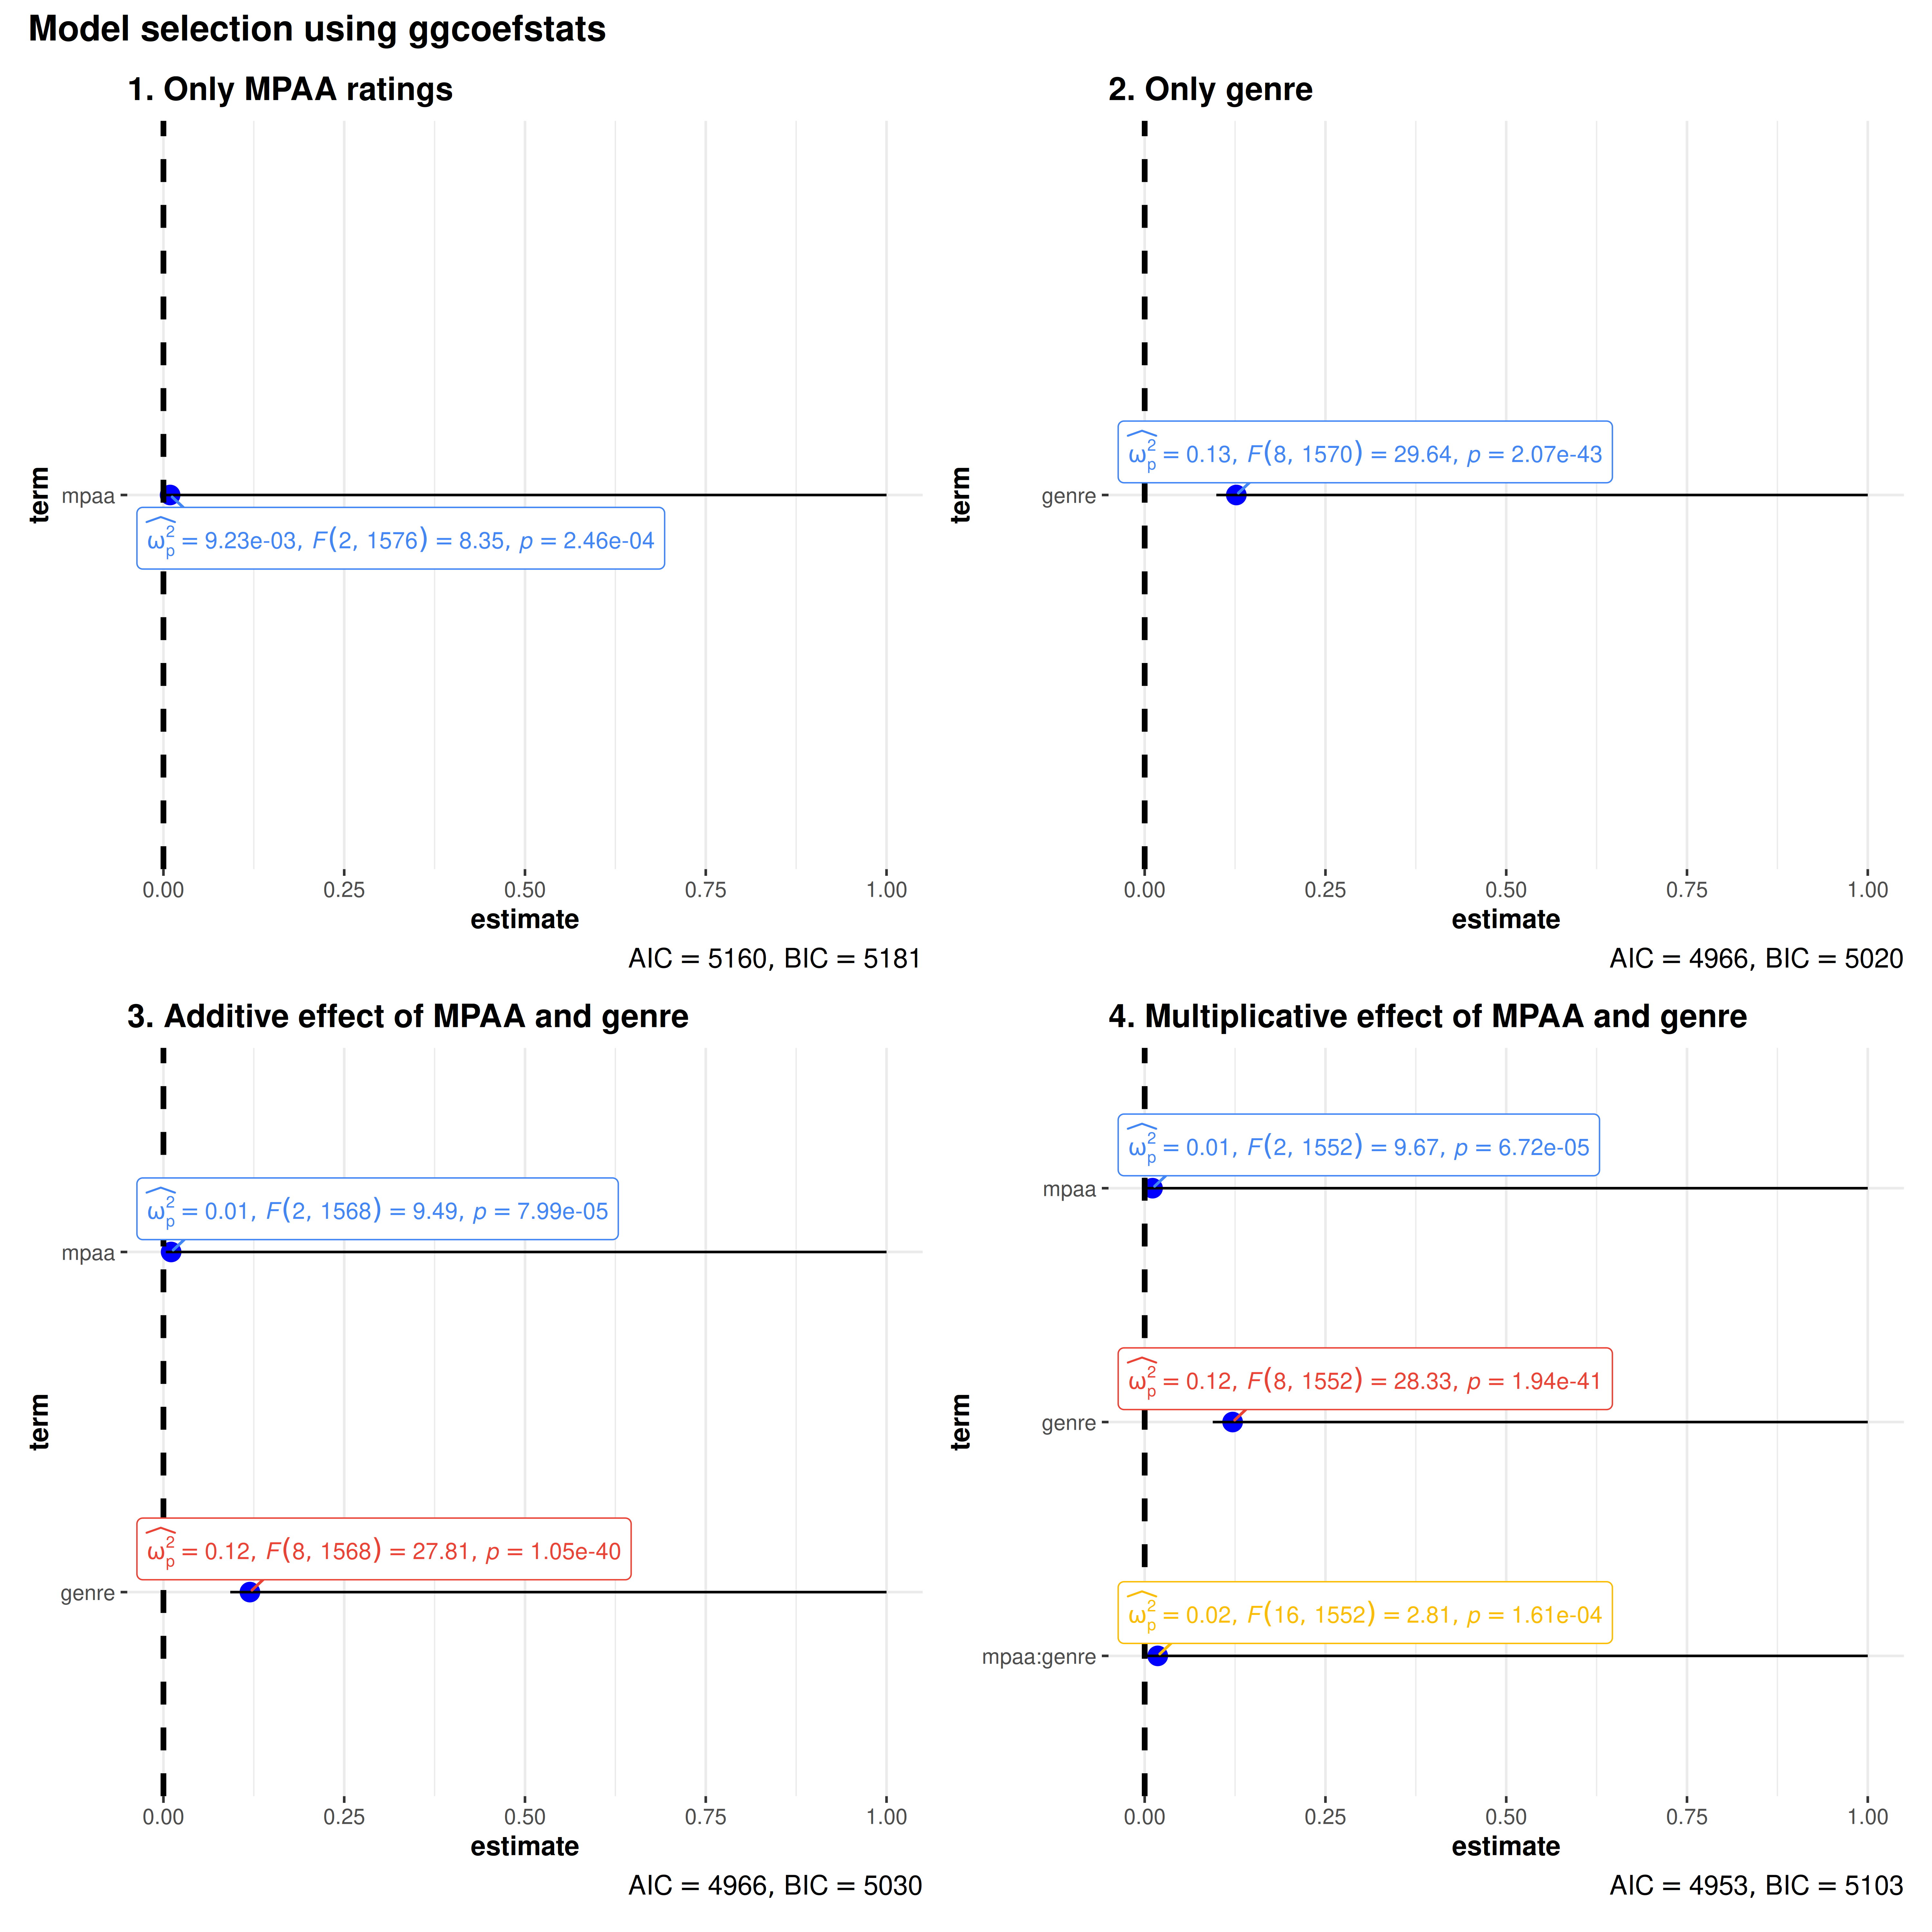 Model selection using ggcoefstats
1. Only MPAA ratings
term
mpaa
ω̂²ₚ = 9.23e-03, F(2, 1576) = 8.35, p = 2.46e-04
0.00 0.25 0.50 0.75 1.00
estimate
AIC = 5160, BIC = 5181
2. Only genre
term
ω̂²ₚ = 0.13, F(8, 1570) = 29.64, p = 2.07e-43
genre
0.00 0.25 0.50 0.75 1.00
estimate
AIC = 4966, BIC = 5020
3. Additive effect of MPAA and genre
term
ω̂²ₚ = 0.01, F(2, 1568) = 9.49, p = 7.99e-05
mpaa
ω̂²ₚ = 0.12, F(8, 1568) = 27.81, p = 1.05e-40
genre
0.00 0.25 0.50 0.75 1.00
estimate
AIC = 4966, BIC = 5030
4. Multiplicative effect of MPAA and genre
term
ω̂²ₚ = 0.01, F(2, 1552) = 9.67, p = 6.72e-05
mpaa
ω̂²ₚ = 0.12, F(8, 1552) = 28.33, p = 1.94e-41
genre
ω̂²ₚ = 0.02, F(16, 1552) = 2.81, p = 1.61e-04
mpaa:genre
0.00 0.25 0.50 0.75 1.00
estimate
AIC = 4953, BIC = 5103